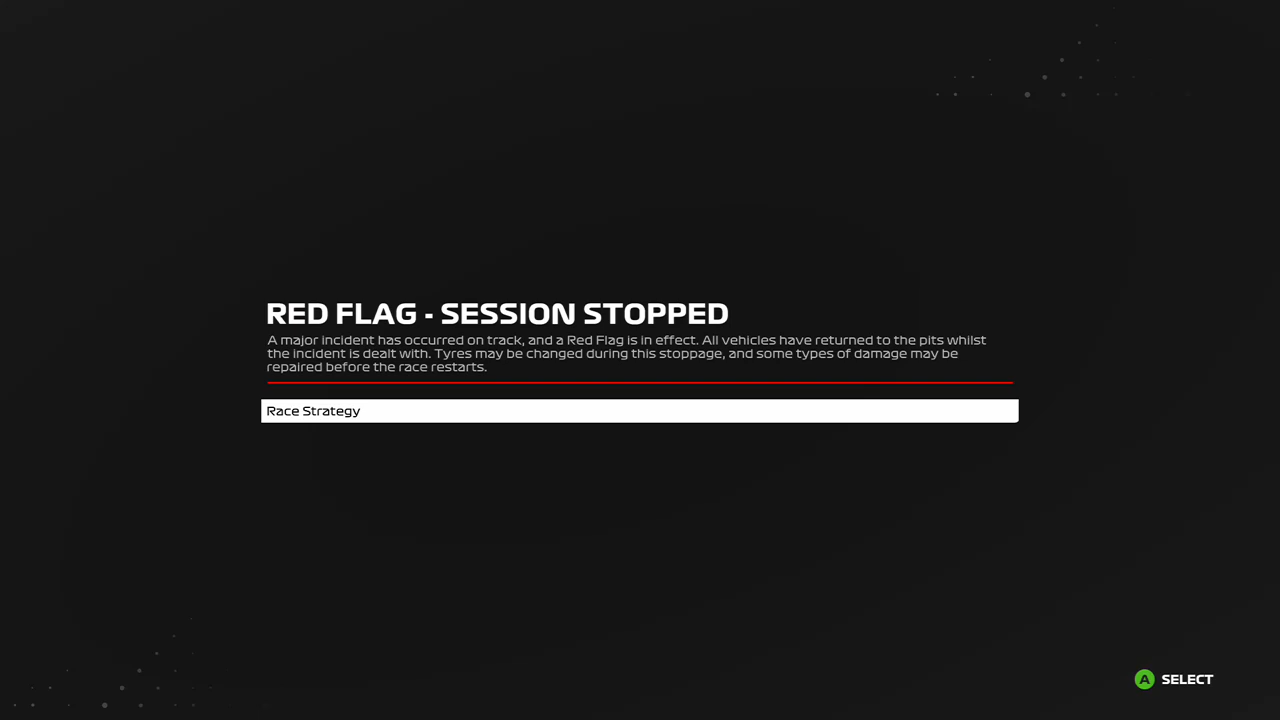 RED FLAG - SESSION STOPPED
A major incident has occurred on track, and a Red Flag is in effect. All vehicles have returned to the pits whilst
the incident is dealt with. Tyres may be changed during this stoppage, and some types of damage may be
repaired before the race restarts.
Race Strategy
A SELECT